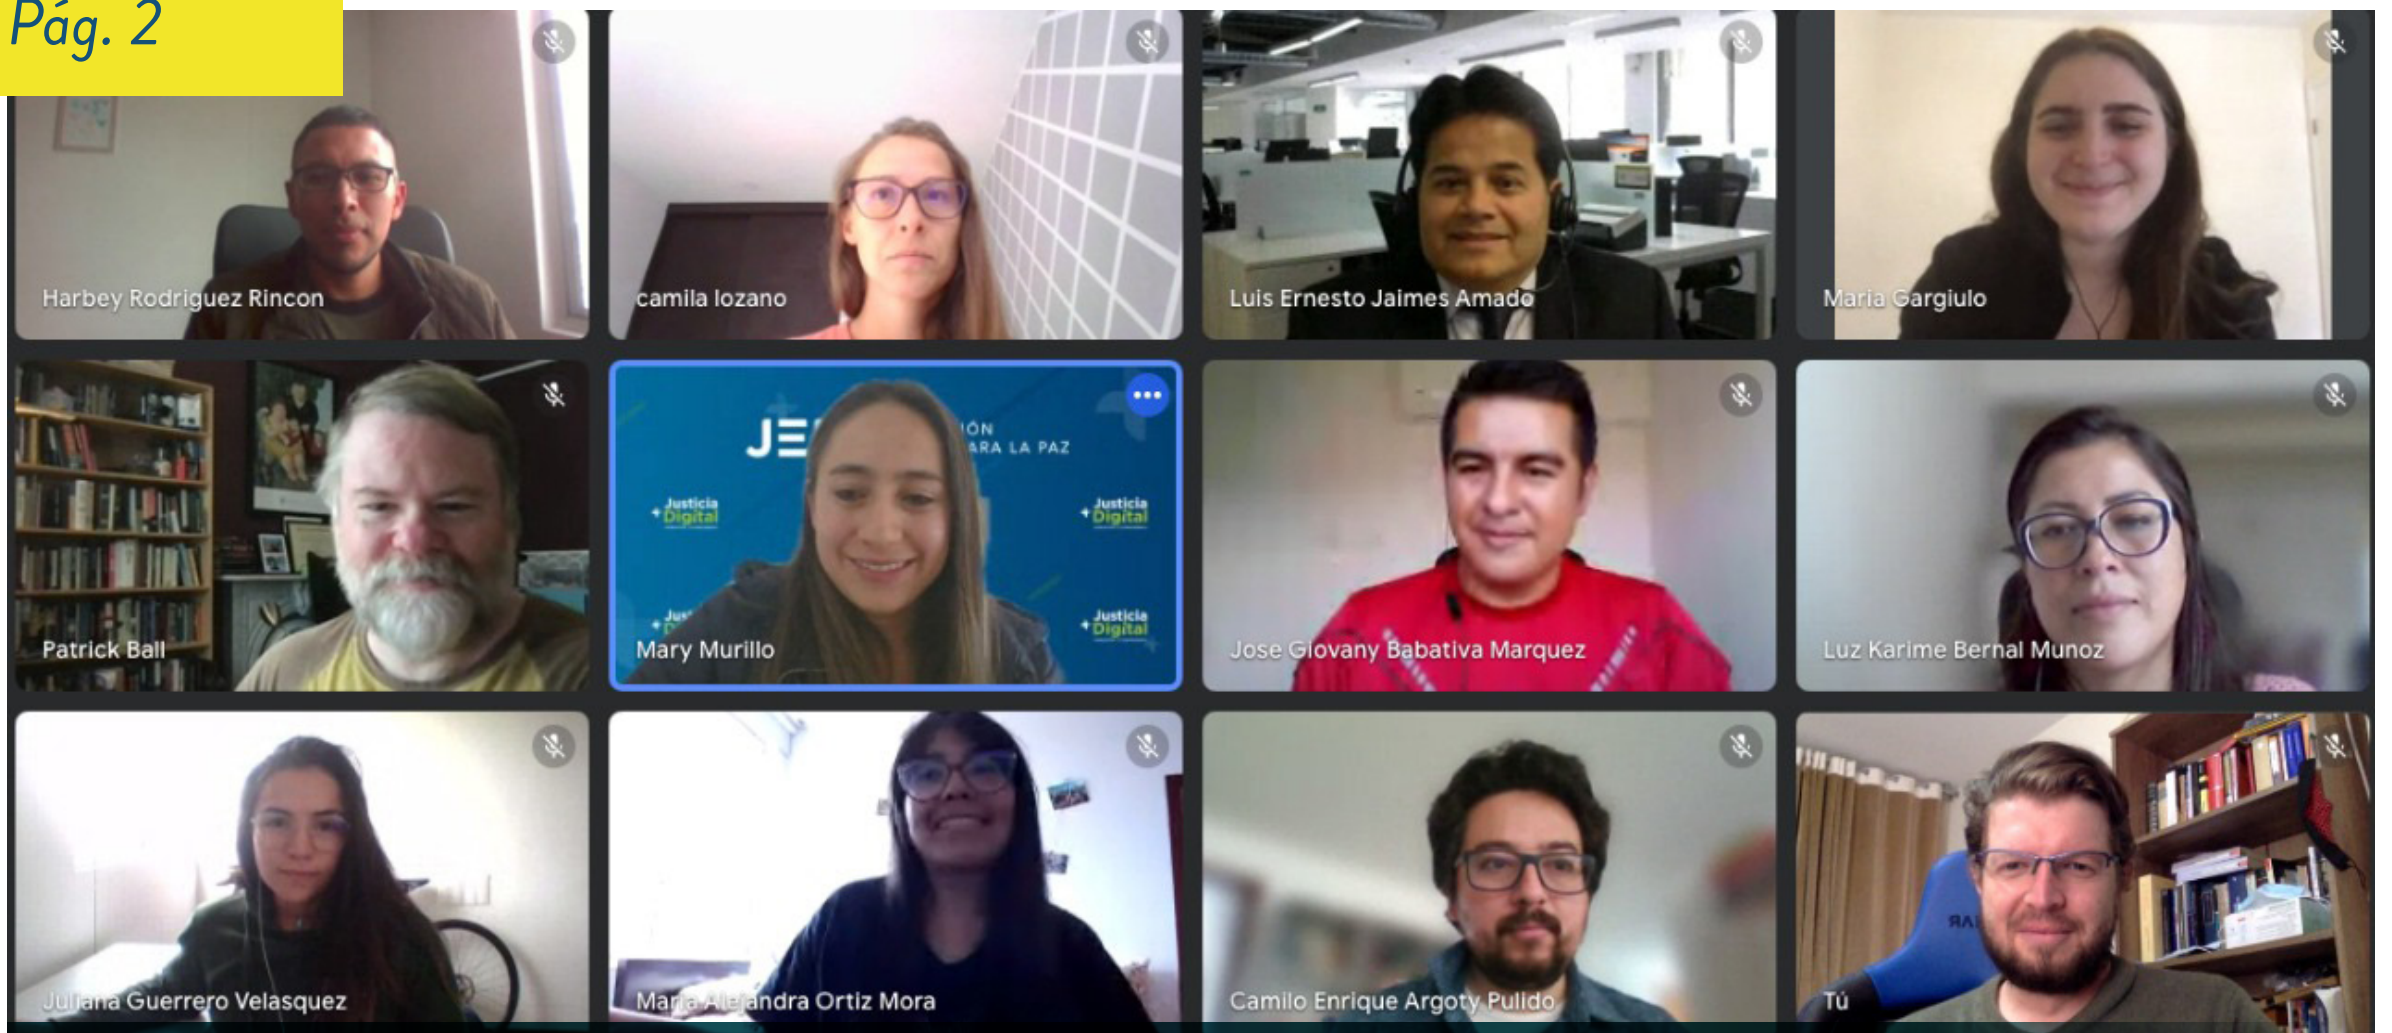 Pág. 2
Harbey Rodriguez Rincon
camila lozano
Luis Ernesto Jaimes Amado
Maria Gargiulo
Patrick Ball
IÓN
ARA LA PAZ
+ Justicia
Digital
+ Justicia
Digital
+ Justicia
Digital
Mary Murillo
Jose Giovany Babativa Marquez
Luz Karime Bernal Munoz
Juliana Guerrero Velasquez
Maria Alejandra Ortiz Mora
Camilo Enrique Argoty Pulido
Tú